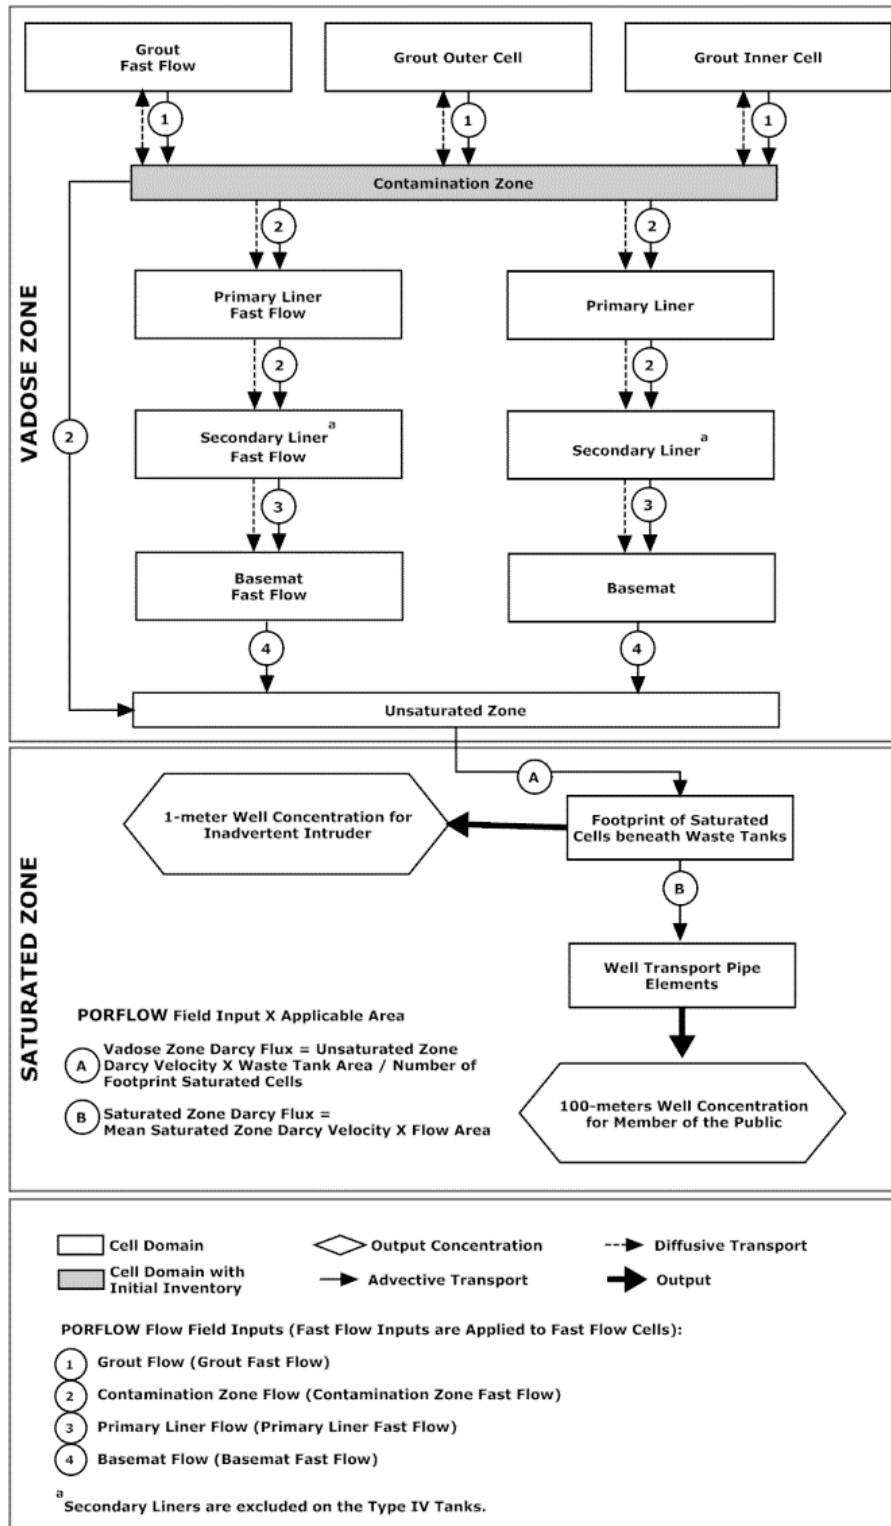 Grout
Fast Flow
Grout Outer Cell
Grout Inner Cell
1
1
1
Contamination Zone
2
2
Primary Liner
Fast Flow
Primary Liner
2
2
2
Secondary Liner a
Fast Flow
Secondary Liner a
3
3
Basemat
Fast Flow
Basemat
4
4
Unsaturated Zone
VADOSE ZONE
A
1-meter Well Concentration for
Inadvertent Intruder
Footprint of Saturated
Cells beneath Waste Tanks
B
Well Transport Pipe
Elements
PORFLOW Field Input X Applicable Area
A Vadose Zone Darcy Flux = Unsaturated Zone
Darcy Velocity X Waste Tank Area / Number of
Footprint Saturated Cells
B Saturated Zone Darcy Flux =
Mean Saturated Zone Darcy Velocity X Flow Area
100-meters Well Concentration
for Member of the Public
SATURATED ZONE
Cell Domain
Output Concentration
Diffusive Transport
Cell Domain with
Initial Inventory
Advective Transport
Output
PORFLOW Flow Field Inputs (Fast Flow Inputs are Applied to Fast Flow Cells):
1 Grout Flow (Grout Fast Flow)
2 Contamination Zone Flow (Contamination Zone Fast Flow)
3 Primary Liner Flow (Primary Liner Fast Flow)
4 Basemat Flow (Basemat Fast Flow)
a Secondary Liners are excluded on the Type IV Tanks.